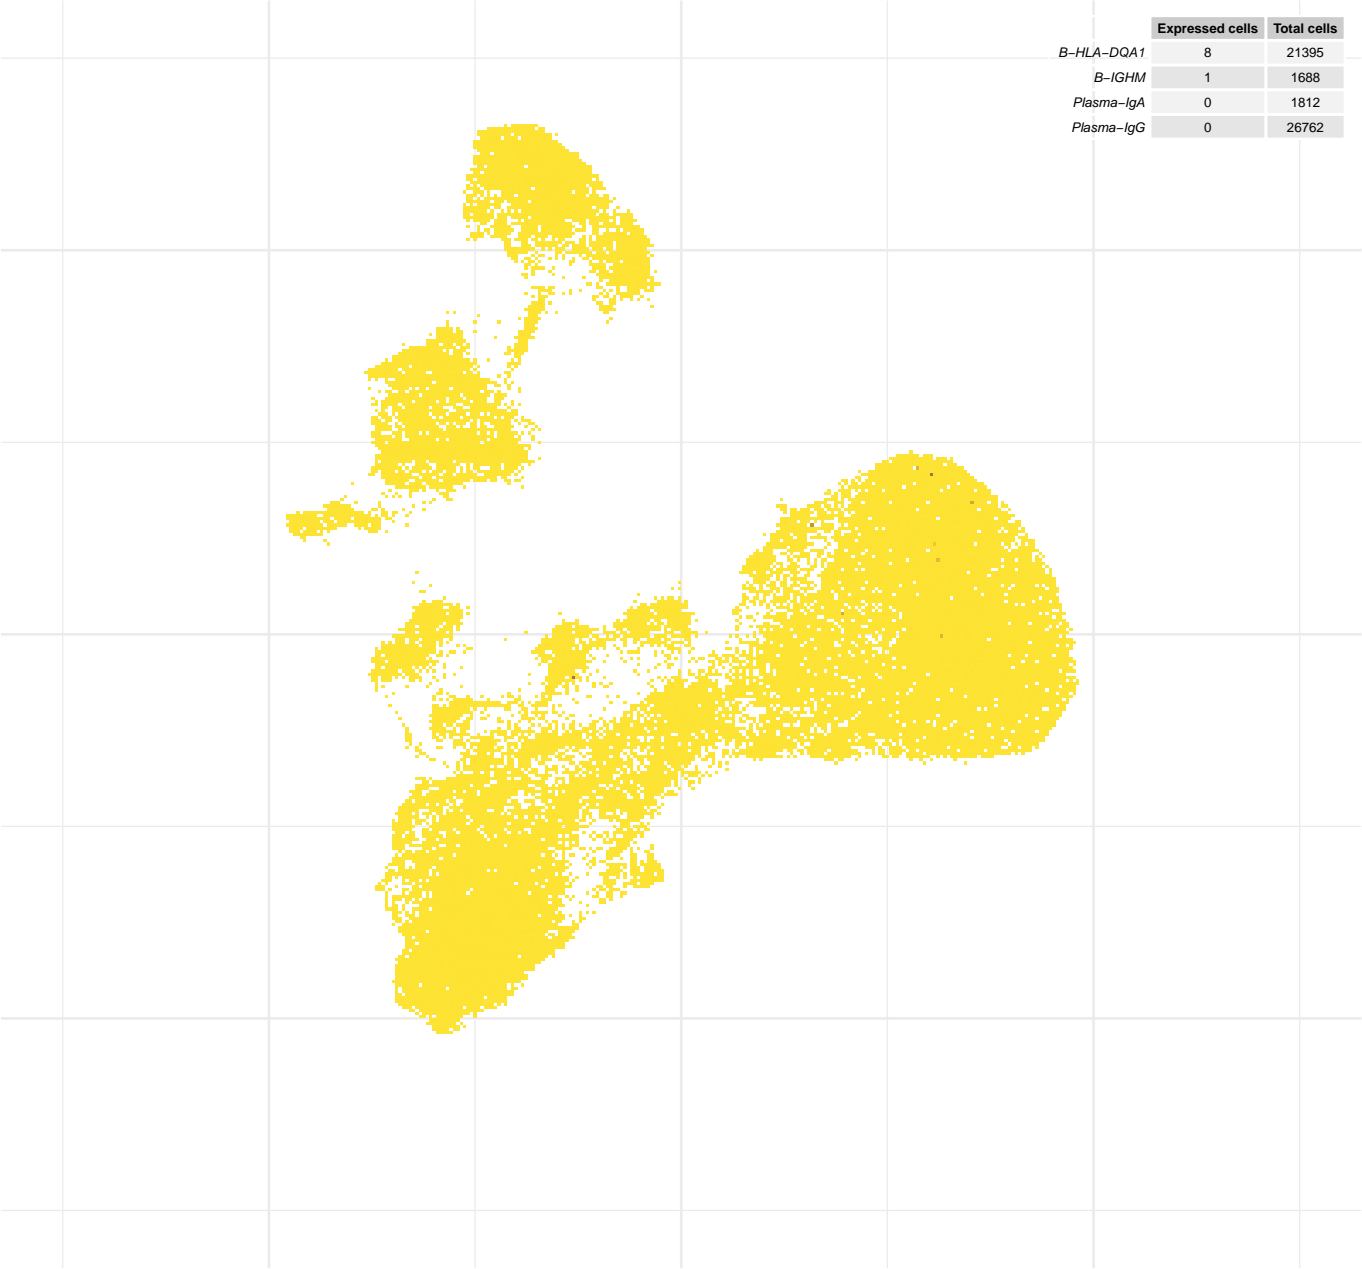 Expressed cells Total cells
B−HLA−DQA1 8 21395
B−IGHM 1 1688
Plasma−IgA 0 1812
Plasma−IgG 0 26762